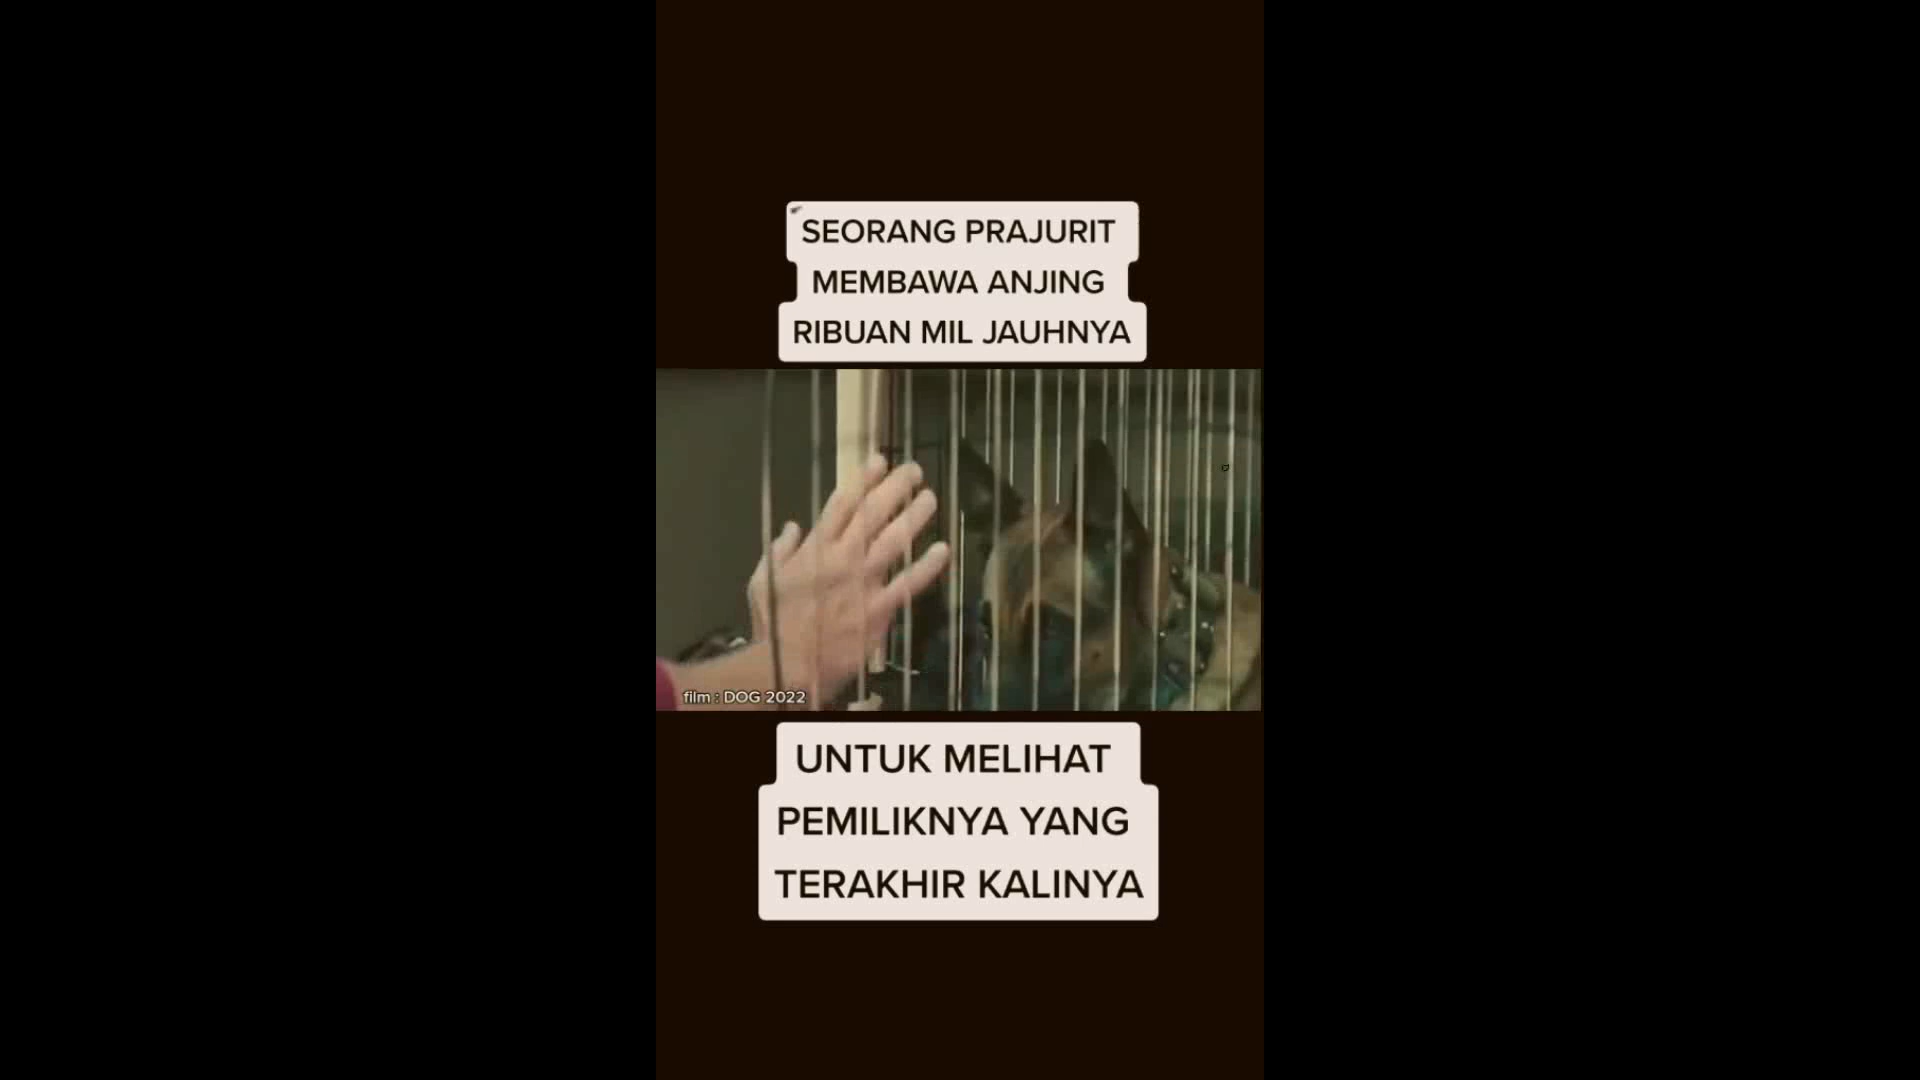 SEORANG PRAJURIT
MEMBAWA ANJING
RIBUAN MIL JAUHNYA
film : DOG 2022
UNTUK MELIHAT
PEMILIKNYA YANG
TERAKHIR KALINYA